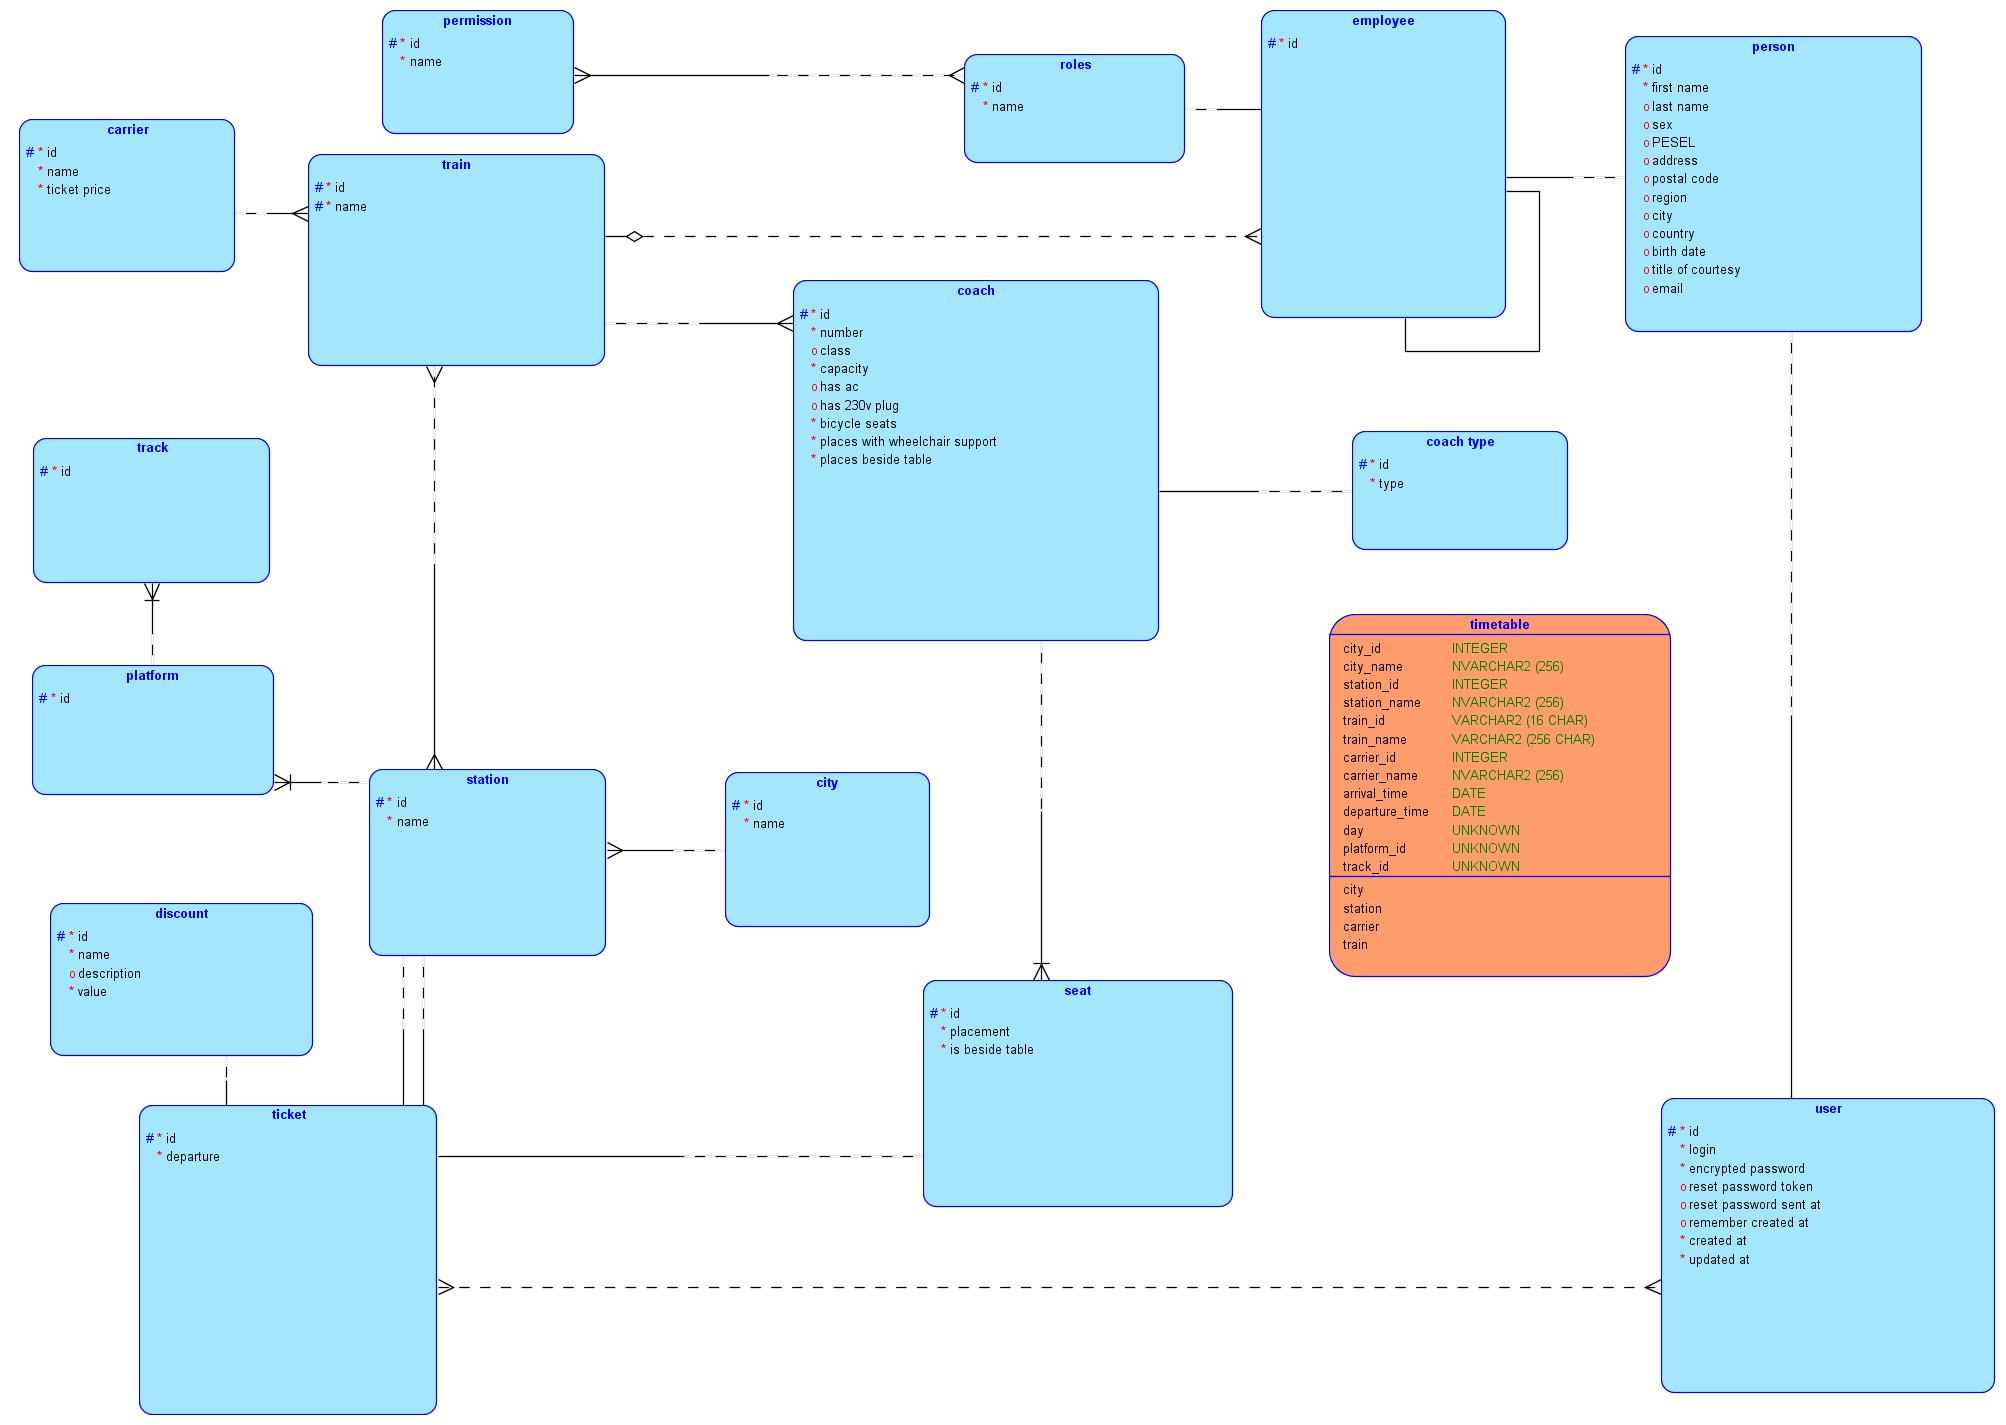 permission
# * id
* name
employee
# * id
person
# * id
* first name
o last name
o sex
o PESEL
o address
o postal code
o region
o city
o country
o birth date
o title of courtesy
o email
roles
# * id
* name
carrier
# * id
* name
* ticket price
train
# * id
# * name
coach
# * id
* number
o class
* capacity
o has ac
o has 230v plug
* bicycle seats
* places with wheelchair support
* places beside table
track
# * id
coach type
# * id
* type
platform
# * id
timetable
city_id INTEGER
city_name NVARCHAR2 (256)
station_id INTEGER
station_name NVARCHAR2 (256)
train_id VARCHAR2 (16 CHAR)
train_name VARCHAR2 (256 CHAR)
carrier_id INTEGER
carrier_name NVARCHAR2 (256)
arrival_time DATE
departure_time DATE
day UNKNOWN
platform_id UNKNOWN
track_id UNKNOWN
city
station
carrier
train
station
# * id
* name
city
# * id
* name
discount
# * id
* name
o description
* value
seat
# * id
* placement
* is beside table
ticket
# * id
* departure
user
# * id
* login
* encrypted password
o reset password token
o reset password sent at
o remember created at
* created at
* updated at